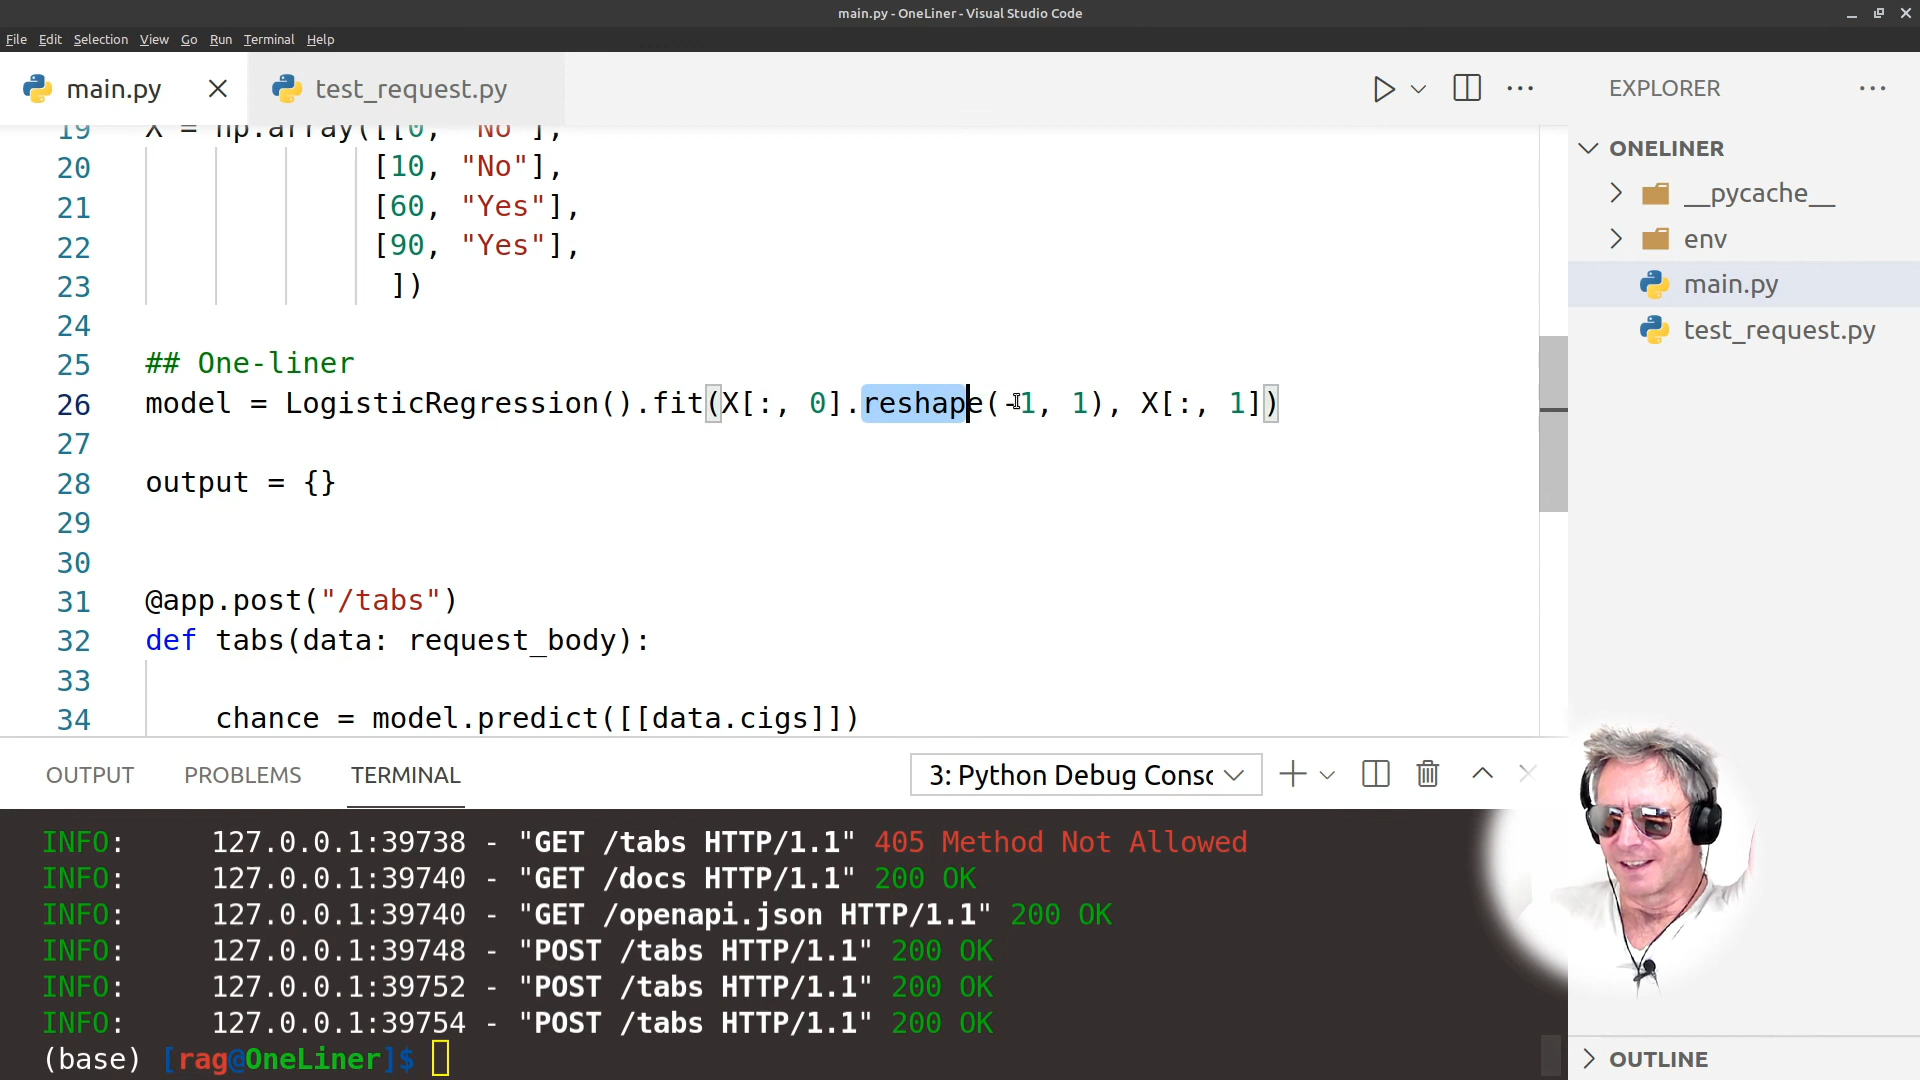 main.py - OneLiner - Visual Studio Code
File Edit Selection View Go Run Terminal Help
main.py
test_request.py
19 X = np.array([[0, "No"],
20 [10, "No"],
21 [60, "Yes"],
22 [90, "Yes"],
23 ])
24
25 ## One-liner
26 model = LogisticRegression().fit(X[:, 0].reshape(-1, 1), X[:, 1])
27
28 output = {}
29
30
31 @app.post("/tabs")
32 def tabs(data: request_body):
33
34 chance = model.predict([[data.cigs]])
EXPLORER
ONELINER
__pycache__
env
main.py
test_request.py
OUTPUT PROBLEMS TERMINAL
3: Python Debug Consc
INFO: 127.0.0.1:39738 - "GET /tabs HTTP/1.1" 405 Method Not Allowed
INFO: 127.0.0.1:39740 - "GET /docs HTTP/1.1" 200 OK
INFO: 127.0.0.1:39740 - "GET /openapi.json HTTP/1.1" 200 OK
INFO: 127.0.0.1:39748 - "POST /tabs HTTP/1.1" 200 OK
INFO: 127.0.0.1:39752 - "POST /tabs HTTP/1.1" 200 OK
INFO: 127.0.0.1:39754 - "POST /tabs HTTP/1.1" 200 OK
(base) [rag@OneLiner]$
OUTLINE